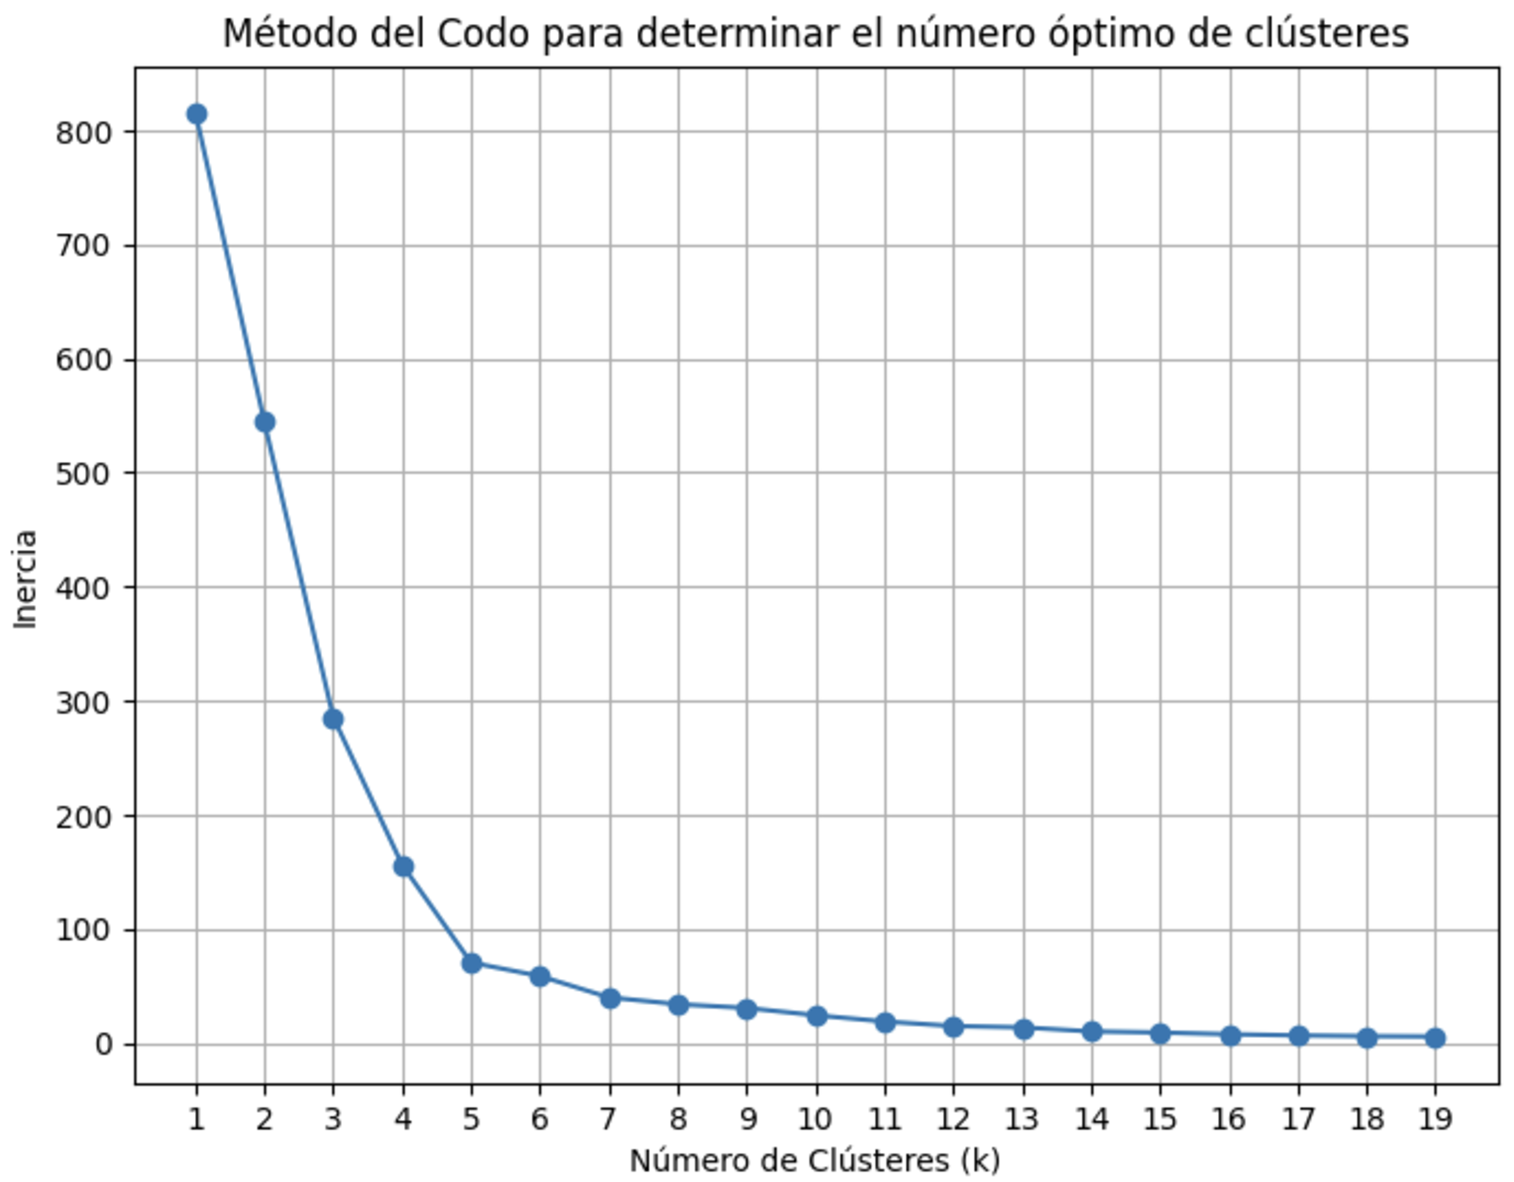 Método del Codo para determinar el número óptimo de clústeres
800
700
600
500
400
300
200
100
0
Inercia
1 2 3 4 5 6 7 8 9 10 11 12 13 14 15 16 17 18 19
Número de Clústeres (k)